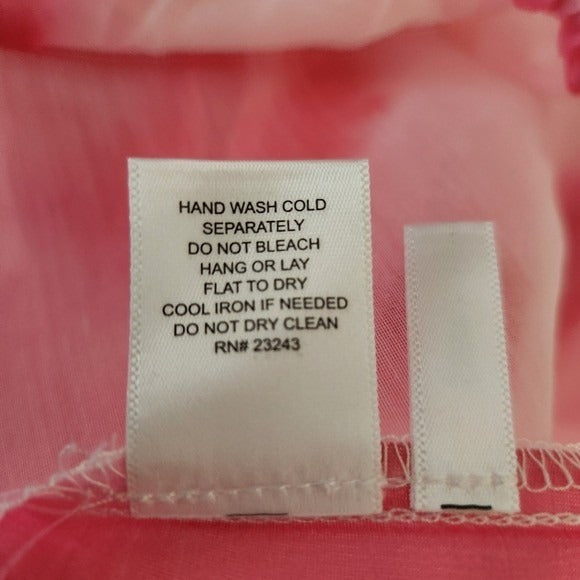 HAND WASH COLD
SEPARATELY
DO NOT BLEACH
HANG OR LAY
FLAT TO DRY
COOL IRON IF NEEDED
DO NOT DRY CLEAN
RN# 23243